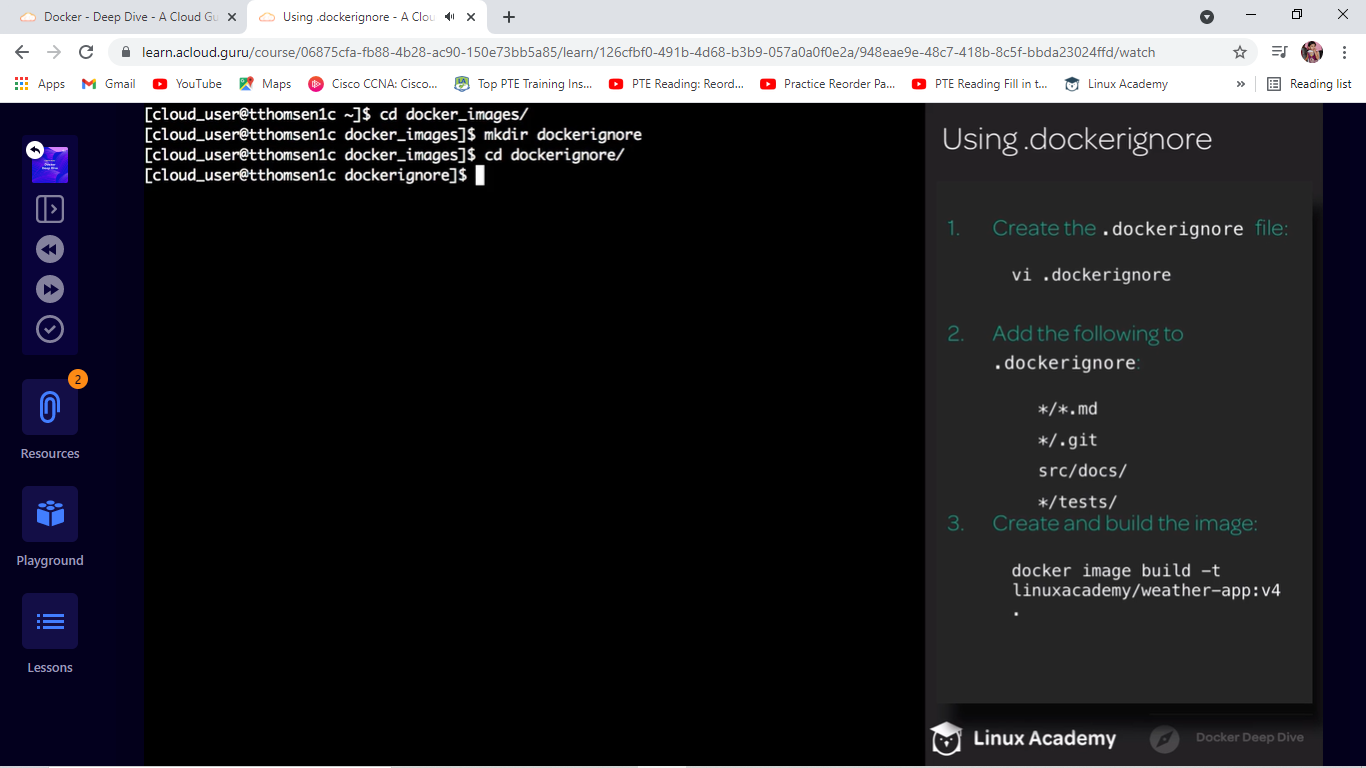 Docker - Deep Dive - A Cloud Gu
Using .dockerignore - A Clou
learn.acloud.guru/course/06875cfa-fb88-4b28-ac90-150e73bb5a85/learn/126cfbf0-491b-4d68-b3b9-057a0a0f0e2a/948eae9e-48c7-418b-8c5f-bbda23024ffd/watch
Apps Gmail YouTube Maps Cisco CCNA: Cisco... Top PTE Training Ins... PTE Reading: Reord... Practice Reorder Pa... PTE Reading Fill in t... Linux Academy » Reading list
[cloud_user@tthomsen1c ~]$ cd docker_images/
[cloud_user@tthomsen1c docker_images]$ mkdir dockerignore
[cloud_user@tthomsen1c docker_images]$ cd dockerignore/
[cloud_user@tthomsen1c dockerignore]$
Docker
Deep Dive
2
Resources
Playground
Lessons
Using .dockerignore
1. Create the .dockerignore file:
vi .dockerignore
2. Add the following to
.dockerignore:
*/*.md
*/.git
src/docs/
*/tests/
3. Create and build the image:
docker image build -t
linuxacademy/weather-app:v4
.
Linux Academy
Docker Deep Dive